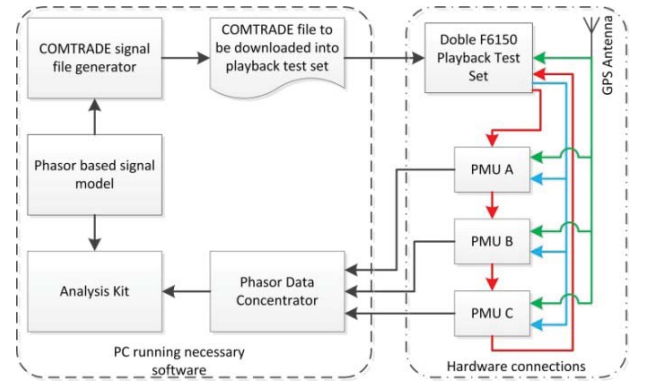 COMTRADE signal
file generator
COMTRADE file to
be downloaded into
playback test set
Doble F6150
Playback Test
Set
GPS Antenna
Phasor based signal
model
PMU A
PMU B
PMU C
Analysis Kit
Phasor Data
Concentrator
PC running necessary
software
Hardware connections